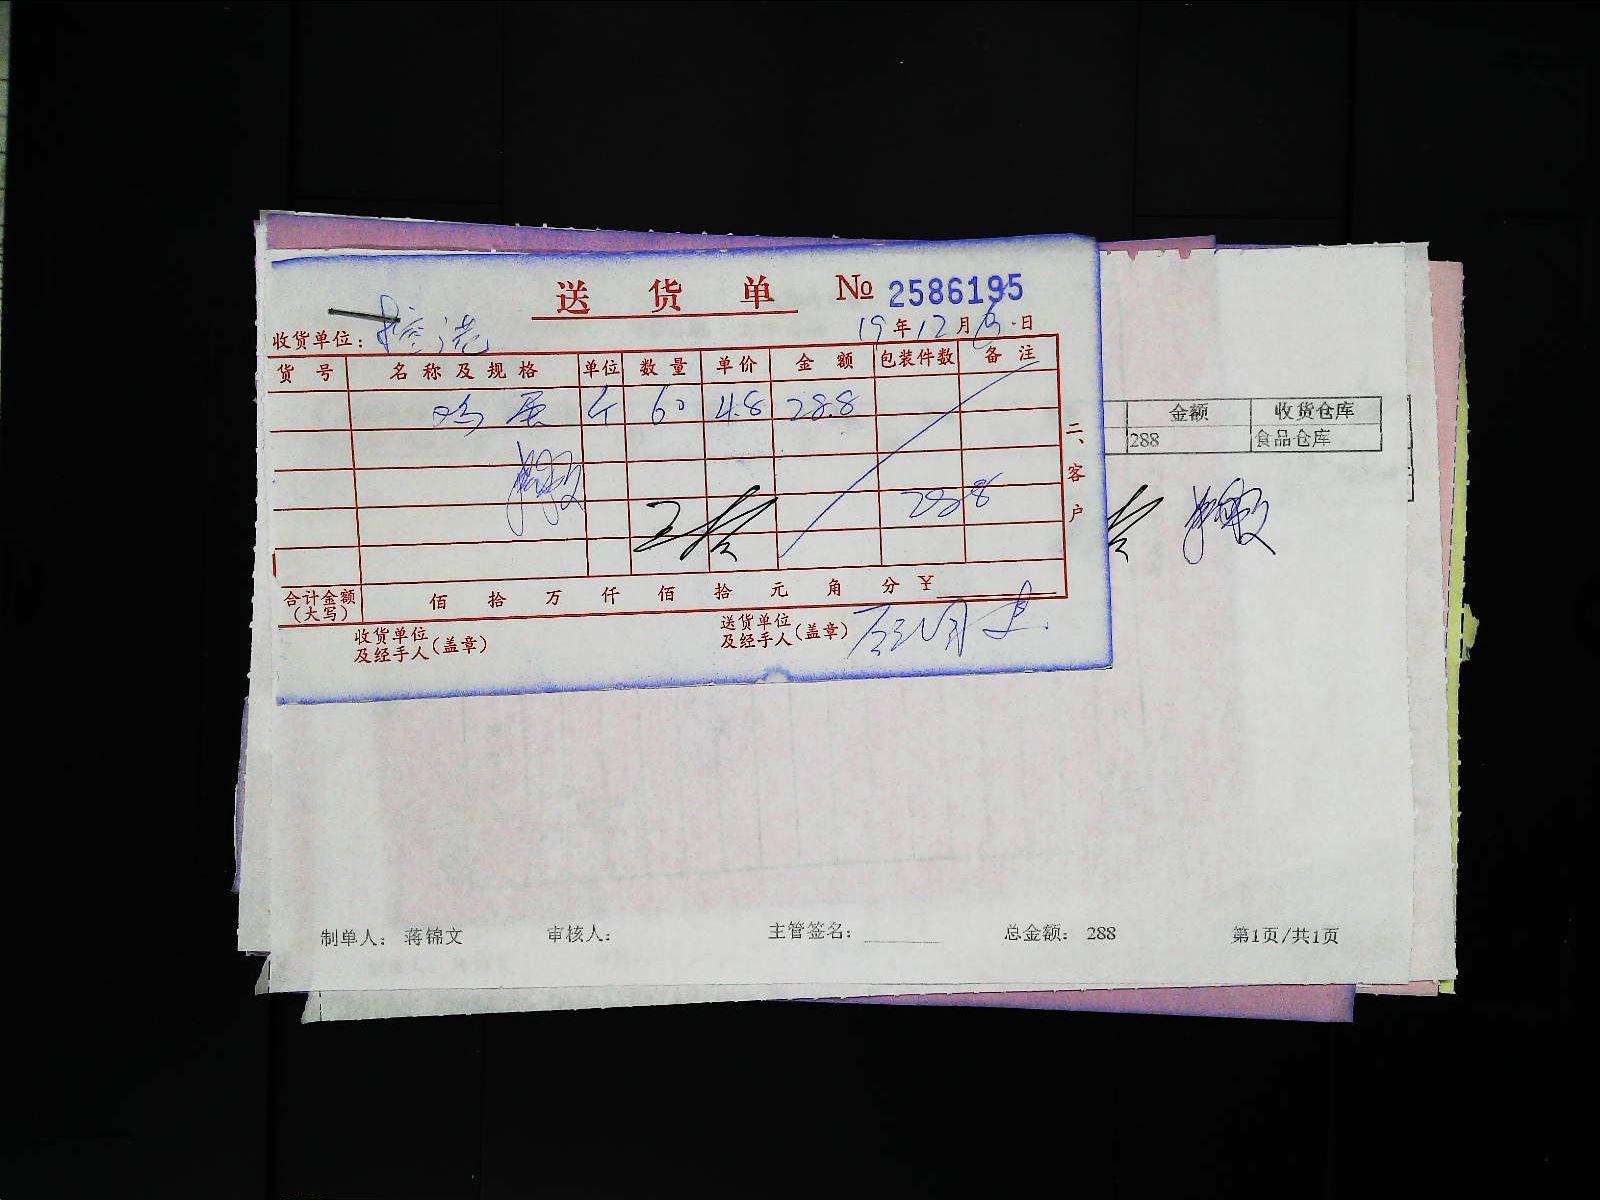 送 货 单 № 2586195
收货单位: 控港 19年12月6日
货号 名称及规格 单位 数量 单价 金额 包装件数 备注
鸡蛋 斤 60 4.8 288
288
二、客户
合计金额(大写) 佰 拾 万 仟 佰 拾 元 角 分 ¥
收货单位及经手人(盖章) 送货单位及经手人(盖章)
金额 收货仓库
288 食品仓库
制单人: 蒋锦文 审核人: 主管签名: 总金额: 288 第1页/共1页